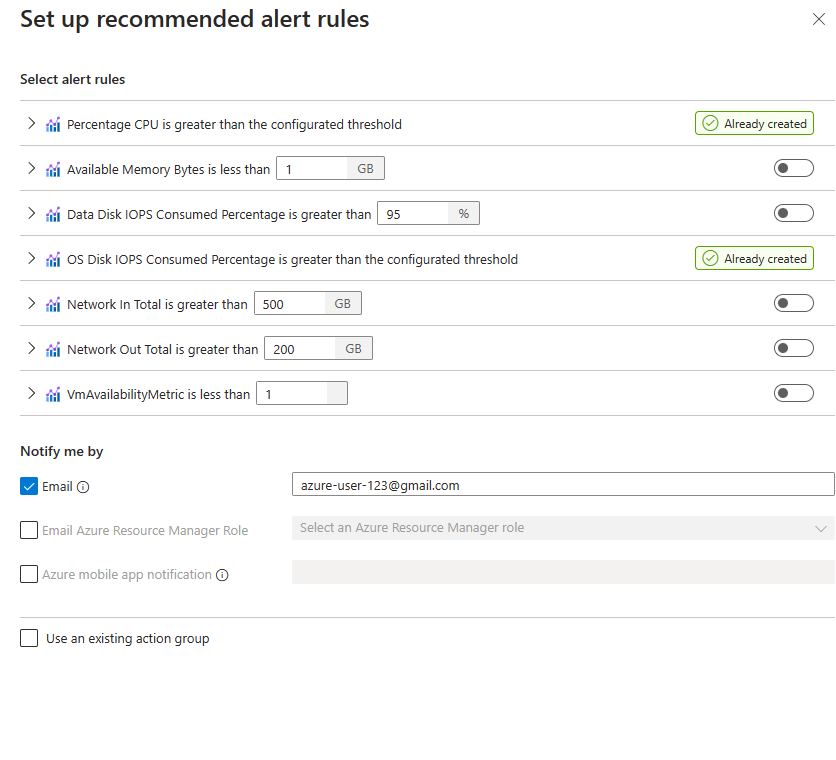 Set up recommended alert rules
Select alert rules
Percentage CPU is greater than the configurated threshold Already created
Available Memory Bytes is less than 1 GB
Data Disk IOPS Consumed Percentage is greater than 95 %
OS Disk IOPS Consumed Percentage is greater than the configurated threshold Already created
Network In Total is greater than 500 GB
Network Out Total is greater than 200 GB
VmAvailabilityMetric is less than 1
Notify me by
Email azure-user-123@gmail.com
Email Azure Resource Manager Role Select an Azure Resource Manager role
Azure mobile app notification
Use an existing action group